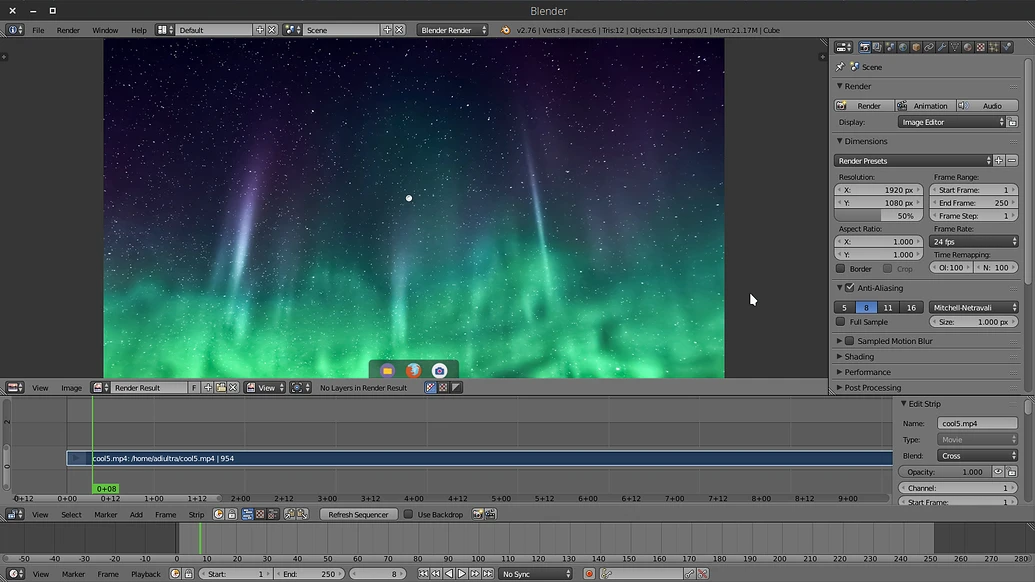 Blender
File Render Window Help Default Scene Blender Render v2.76 | Verts:8 | Faces:6 | Tris:12 | Objects:1/3 | Lamps:0/1 | Mem:21.17M | Cube
Scene
Render
Render Animation Audio
Display: Image Editor
Dimensions
Render Presets
Resolution: Frame Range:
X: 1920 px Start Frame: 1
Y: 1080 px End Frame: 250
50% Frame Step: 1
Aspect Ratio: Frame Rate:
X: 1.000 24 fps
Y: 1.000 Time Remapping:
Border Crop Ol:100 N: 100
Anti-Aliasing
5 8 11 16 Mitchell-Netravali
Full Sample Size: 1.000 px
Sampled Motion Blur
Shading
Performance
Post Processing
View Image Render Result F View No Layers in Render Result
Edit Strip
Name: cool5.mp4
Type: Movie
Blend: Cross
Opacity: 1.000
Channel: 1
Start Frame: 1
2
0
cool5.mp4: /home/adiultra/cool5.mp4 | 954
0+08
0+12 0+00 0+12 1+00 1+12 2+00 2+12 3+00 3+12 4+00 4+12 5+00 5+12 6+00 6+12 7+00 7+12 8+00 8+12 9+00
View Select Marker Add Frame Strip Refresh Sequencer Use Backdrop
-50 -40 -30 -20 -10 0 10 20 30 40 50 60 70 80 90 100 110 120 130 140 150 160 170 180 190 200 210 220 230 240 250 260 270 280
View Marker Frame Playback Start: 1 End: 250 8 No Sync